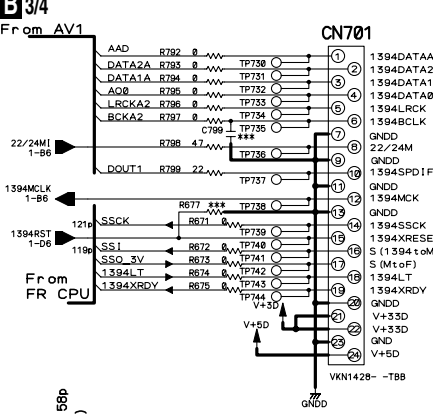 B 3/4
From AV1
CN701
AAD R792 0 TP730 1 1394DATAA
DATA2A R793 0 TP731 2 1394DATA2
DATA1A R794 0 TP732 3 1394DATA1
A00 R795 0 TP733 4 1394DATA0
LRCKA2 R796 0 TP734 5 1394LRCK
BCKA2 R797 0 TP735 6 1394BCLK
C799 *** 7 GNDD
22/24MI 1-B6 R798 47 TP736 8 22/24M
9 GNDD
DOUT1 R799 22 TP737 10 1394SPDIF
11 GNDD
1394MCLK 1-B6 TP738 12 1394MCK
R677 *** 13 GNDD
121p SSCK R671 0 TP739 14 1394SSCK
1394RST 1-D6 TP740 15 1394XRESE
119p SSI R672 0 TP741 16 S(1394toM
SSO_3V R673 0 TP742 17 S(MtoF)
1394LT R674 0 TP743 18 1394LT
1394XRDY R675 0 TP744 19 1394XRDY
From FR CPU
20 GNDD
V+3D 21 V+33D
22 V+33D
V+5D 23 GND
24 V+5D
VKN1428- -TBB
GNDD
58p